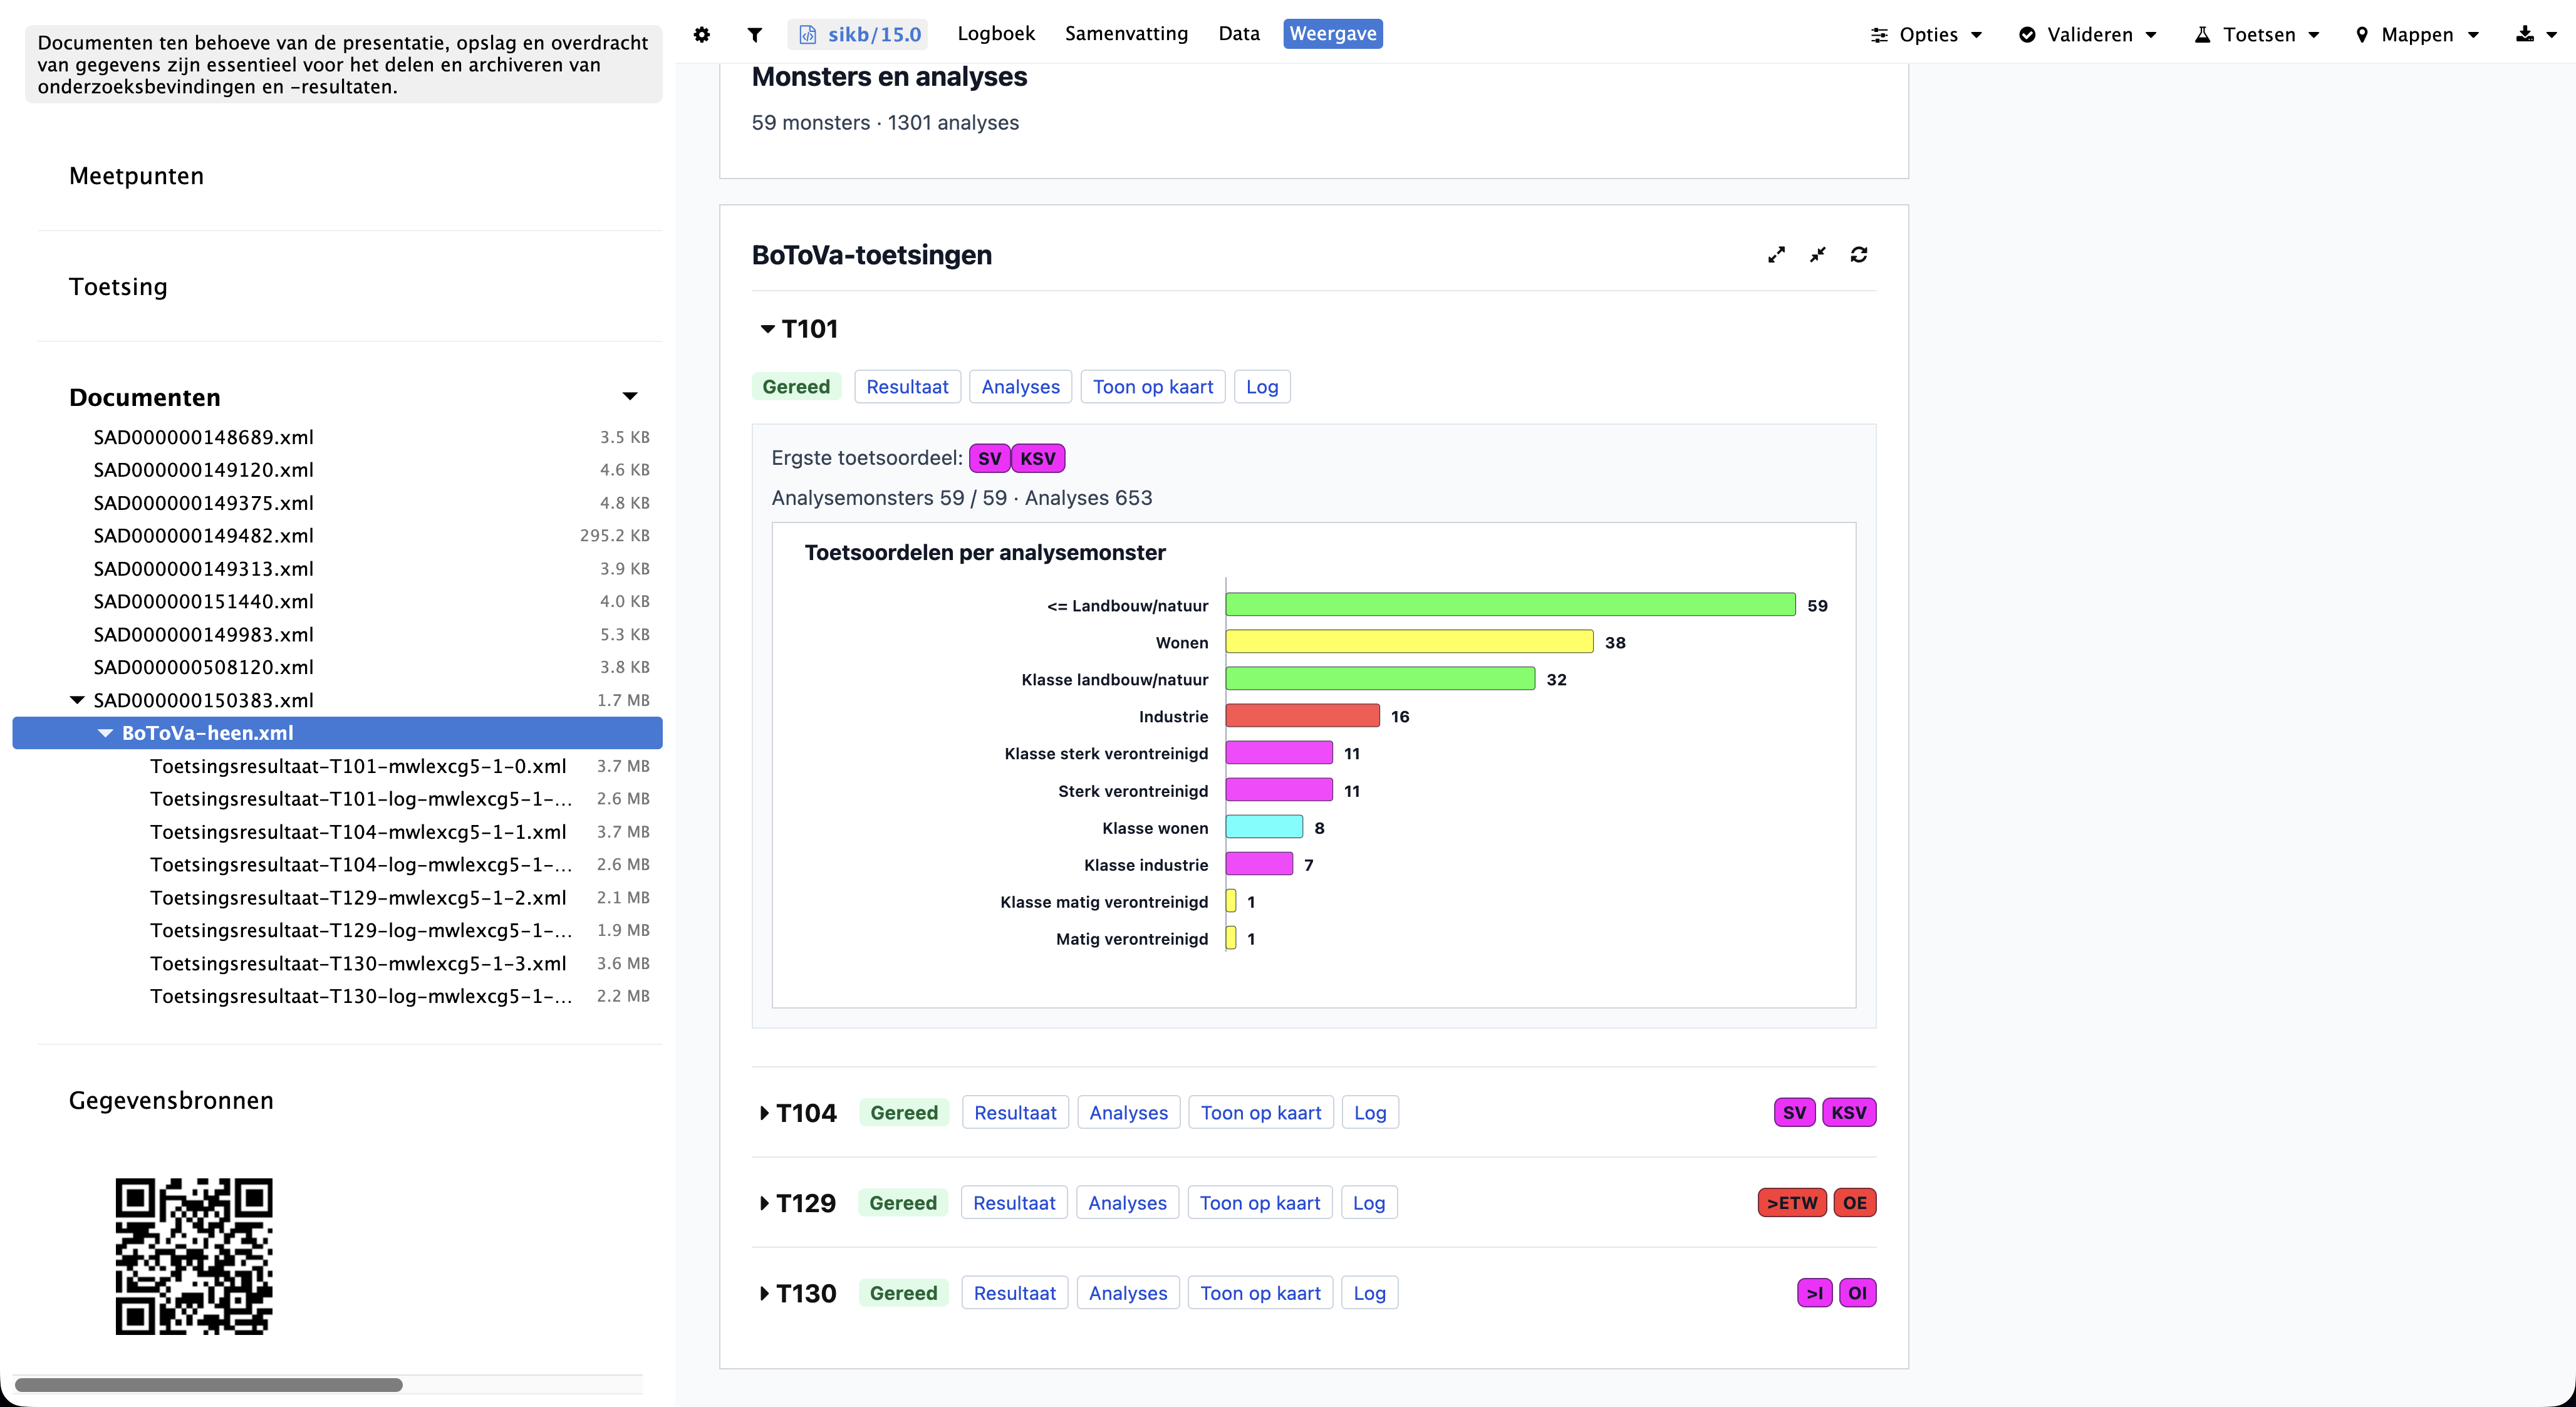 Documenten ten behoeve van de presentatie, opslag en overdracht
van gegevens zijn essentieel voor het delen en archiveren van
onderzoeksbevindingen en -resultaten.
Meetpunten
Toetsing
Documenten
SAD000000148689.xml 3.5 KB
SAD000000149120.xml 4.6 KB
SAD000000149375.xml 4.8 KB
SAD000000149482.xml 295.2 KB
SAD000000149313.xml 3.9 KB
SAD000000151440.xml 4.0 KB
SAD000000149983.xml 5.3 KB
SAD000000508120.xml 3.8 KB
SAD000000150383.xml 1.7 MB
BoToVa-heen.xml
Toetsingsresultaat-T101-mwlexcg5-1-0.xml 3.7 MB
Toetsingsresultaat-T101-log-mwlexcg5-1-... 2.6 MB
Toetsingsresultaat-T104-mwlexcg5-1-1.xml 3.7 MB
Toetsingsresultaat-T104-log-mwlexcg5-1-... 2.6 MB
Toetsingsresultaat-T129-mwlexcg5-1-2.xml 2.1 MB
Toetsingsresultaat-T129-log-mwlexcg5-1-... 1.9 MB
Toetsingsresultaat-T130-mwlexcg5-1-3.xml 3.6 MB
Toetsingsresultaat-T130-log-mwlexcg5-1-... 2.2 MB
Gegevensbronnen
sikb/15.0 Logboek Samenvatting Data Weergave Opties Valideren Toetsen Mappen
Monsters en analyses
59 monsters · 1301 analyses
BoToVa-toetsingen
T101
Gereed Resultaat Analyses Toon op kaart Log
Ergste toetsoordeel: SV KSV
Analysemonsters 59 / 59 · Analyses 653
Toetsoordelen per analysemonster
<= Landbouw/natuur 59
Wonen 38
Klasse landbouw/natuur 32
Industrie 16
Klasse sterk verontreinigd 11
Sterk verontreinigd 11
Klasse wonen 8
Klasse industrie 7
Klasse matig verontreinigd 1
Matig verontreinigd 1
T104 Gereed Resultaat Analyses Toon op kaart Log SV KSV
T129 Gereed Resultaat Analyses Toon op kaart Log >ETW OE
T130 Gereed Resultaat Analyses Toon op kaart Log >I OI